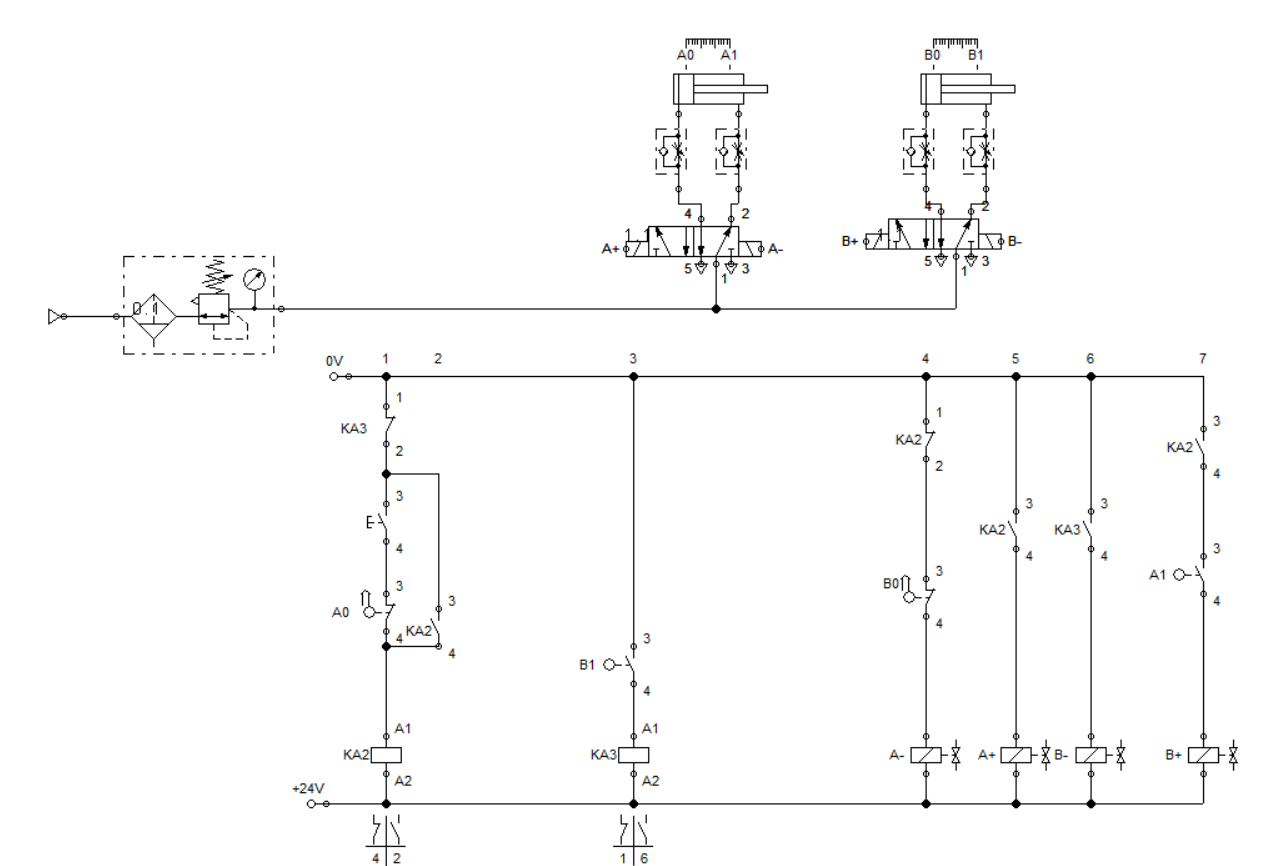 A0 A1 B0 B1
4 2 4 2
A+ 1 1 A- B+ 1 B-
5 1 3 5 1 3
0.1
0V 1 2 3 4 5 6 7
1 1 3
KA3 KA2 KA2
2 2 4
3 3 3
E KA2 KA3
4 4 4
3 3 3
A0 B0 A1
4 KA2 3 4 4 4
3
B1
4
A1 A1
KA2 KA3 A- A+ B- B+
A2 A2
+24V
4 2 1 6